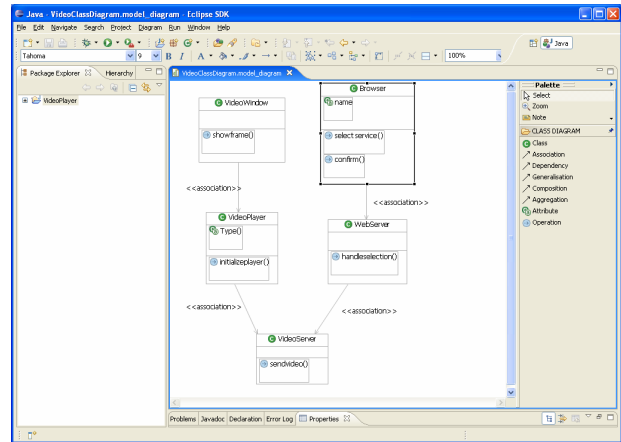 Java - VideoClassDiagram.model_diagram - Eclipse SDK
File Edit Navigate Search Project Diagram Run Window Help
Java
Tahoma 9 B I A 100%
Package Explorer Hierarchy
VideoPlayer
VideoClassDiagram.model_diagram
VideoWindow
showframe()
Browser
name
select service()
confirm()
<<association>>
<<association>>
VideoPlayer
Type()
initializeplayer()
WebServer
handleselection()
<<association>>
<<association>>
VideoServer
sendvideo()
Palette
Select
Zoom
Note
CLASS DIAGRAM
Class
Association
Dependency
Generalisation
Composition
Aggregation
Attribute
Operation
Problems Javadoc Declaration Error Log Properties